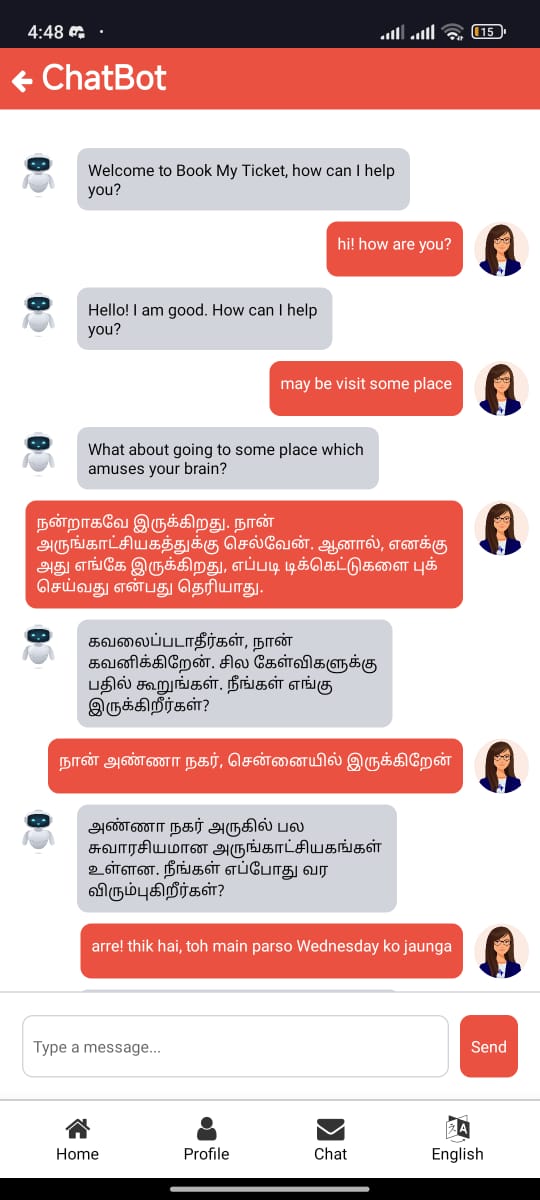 4:48
15
ChatBot
Welcome to Book My Ticket, how can I help
you?
hi! how are you?
Hello! I am good. How can I help
you?
may be visit some place
What about going to some place which
amuses your brain?
நன்றாகவே இருக்கிறது. நான்
அருங்காட்சியகத்துக்கு செல்வேன். ஆனால், எனக்கு
அது எங்கே இருக்கிறது, எப்படி டிக்கெட்டுகளை புக்
செய்வது என்பது தெரியாது.
கவலைப்படாதீர்கள், நான்
கவனிக்கிறேன். சில கேள்விகளுக்கு
பதில் கூறுங்கள். நீங்கள் எங்கு
இருக்கிறீர்கள்?
நான் அண்ணா நகர், சென்னையில் இருக்கிறேன்
அண்ணா நகர் அருகில் பல
சுவாரசியமான அருங்காட்சியகங்கள்
உள்ளன. நீங்கள் எப்போது வர
விரும்புகிறீர்கள்?
arre! thik hai, toh main parso Wednesday ko jaunga
Type a message...
Send
Home
Profile
Chat
English